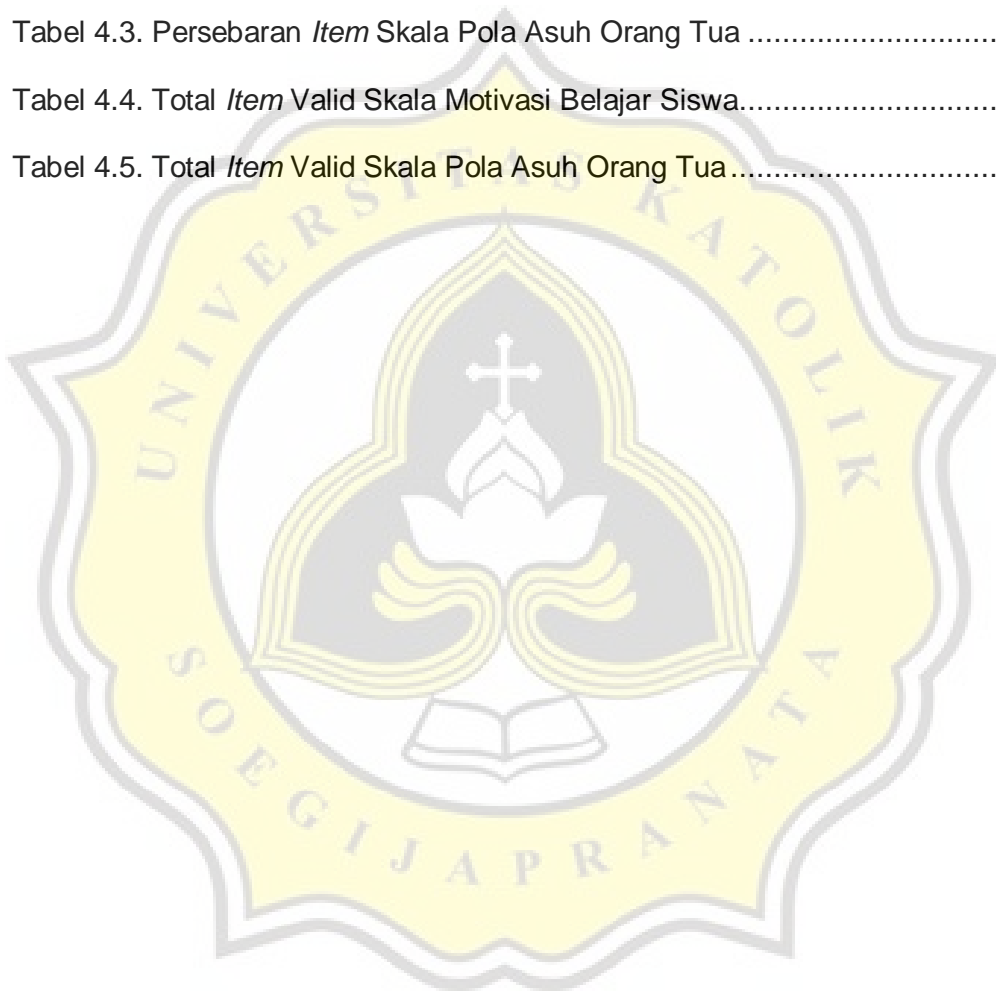 Tabel 4.3. Persebaran Item Skala Pola Asuh Orang Tua ............................
Tabel 4.4. Total Item Valid Skala Motivasi Belajar Siswa..............................
Tabel 4.5. Total Item Valid Skala Pola Asuh Orang Tua...............................
UNIVERSITAS KATOLIK
SOEGIJAPRANATA